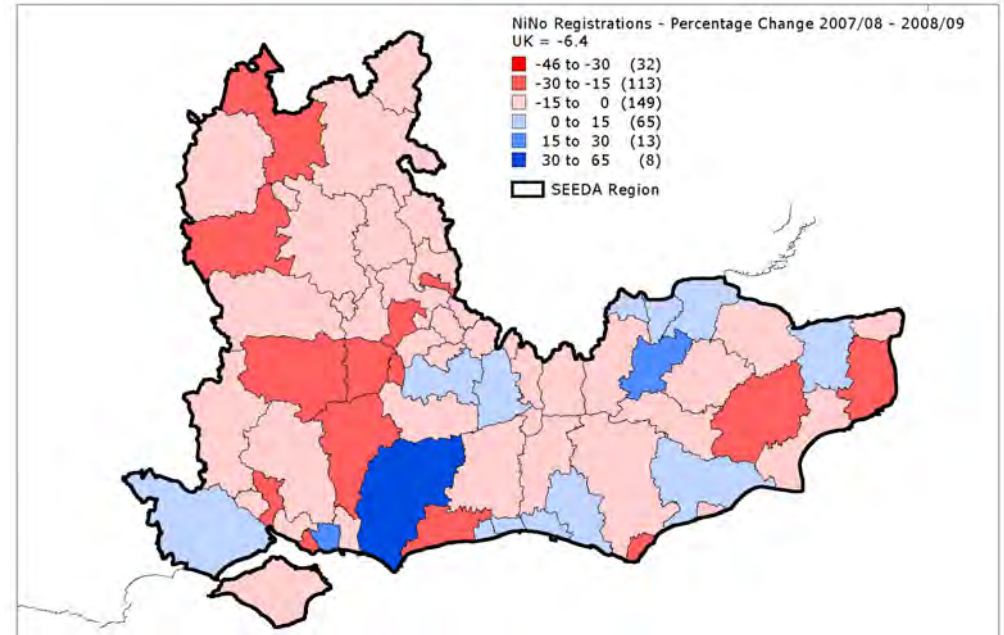 NiNo Registrations - Percentage Change 2007/08 - 2008/09
UK = -6.4
-46 to -30 (32)
-30 to -15 (113)
-15 to 0 (149)
0 to 15 (65)
15 to 30 (13)
30 to 65 (8)
SEEDA Region